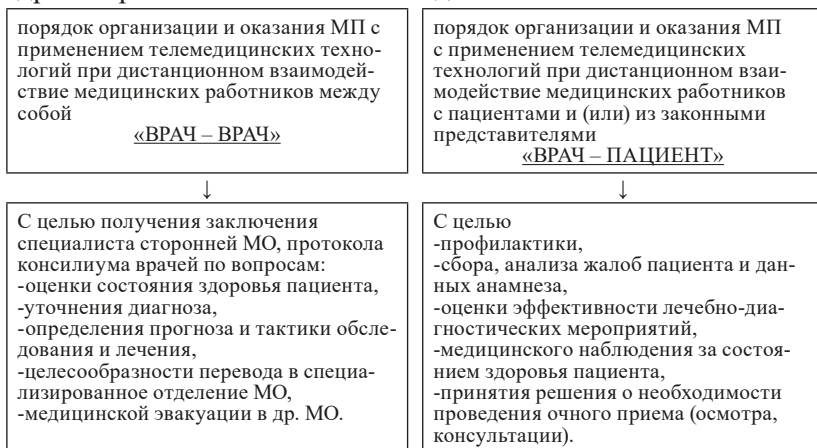 порядок организации и оказания МП с
применением телемедицинских техно-
логий при дистанционном взаимодей-
ствие медицинских работников между
собой
«ВРАЧ – ВРАЧ»
↓
С целью получения заключения
специалиста сторонней МО, протокола
консилиума врачей по вопросам:
-оценки состояния здоровья пациента,
-уточнения диагноза,
-определения прогноза и тактики обсле-
дования и лечения,
-целесообразности перевода в специа-
лизированное отделение МО,
-медицинской эвакуации в др. МО.
порядок организации и оказания МП
с применением телемедицинских
технологий при дистанционном взаи-
модействие медицинских работников
с пациентами и (или) из законными
представителями
«ВРАЧ – ПАЦИЕНТ»
↓
С целью
-профилактики,
-сбора, анализа жалоб пациента и дан-
ных анамнеза,
-оценки эффективности лечебно-диа-
гностических мероприятий,
-медицинского наблюдения за состоя-
нием здоровья пациента,
-принятия решения о необходимости
проведения очного приема (осмотра,
консультации).